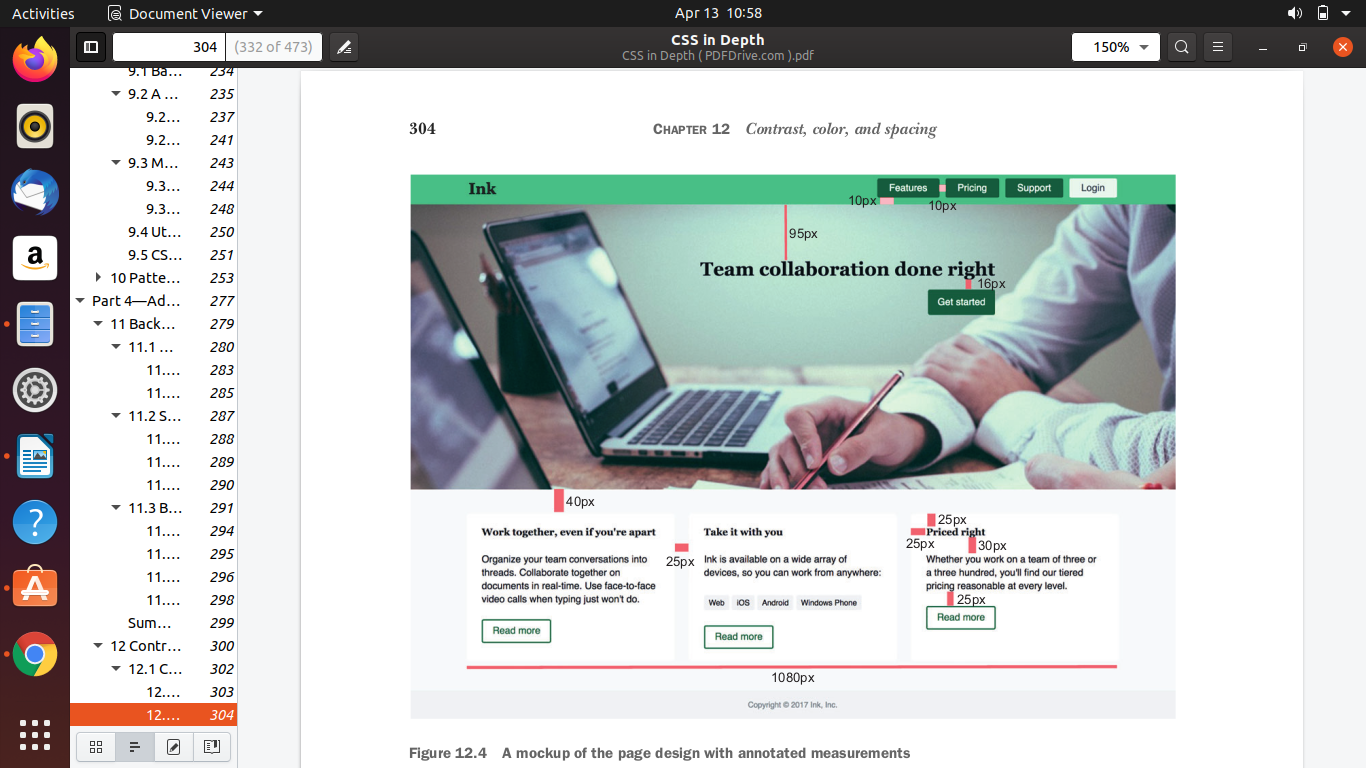 Activities Document Viewer Apr 13 10:58
304 (332 of 473) CSS in Depth 150%
CSS in Depth ( PDFDrive.com ).pdf
9.1 Ba… 234
9.2 A … 235
9.2… 237
9.2… 241
9.3 M… 243
9.3… 244
9.3… 248
9.4 Ut… 250
9.5 CS… 251
10 Patte… 253
Part 4—Ad… 277
11 Back… 279
11.1 … 280
11.… 283
11.… 285
11.2 S… 287
11.… 288
11.… 289
11.… 290
11.3 B… 291
11.… 294
11.… 295
11.… 296
11.… 298
Sum… 299
12 Contr… 300
12.1 C… 302
12.… 303
12.… 304
304 CHAPTER 12 Contrast, color, and spacing
Ink Features Pricing Support Login
10px 10px
95px
Team collaboration done right
16px
Get started
40px
Work together, even if you're apart
25px
Organize your team conversations into
threads. Collaborate together on
documents in real-time. Use face-to-face
video calls when typing just won't do.
Read more
Take it with you
Ink is available on a wide array of
devices, so you can work from anywhere:
Web iOS Android Windows Phone
Read more
25px
Priced right
25px 30px
Whether you work on a team of three or
a three hundred, you'll find our tiered
pricing reasonable at every level.
25px
Read more
1080px
Copyright © 2017 Ink, Inc.
Figure 12.4 A mockup of the page design with annotated measurements